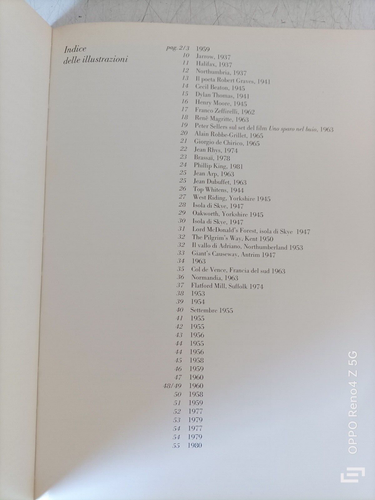 Indice
delle illustrazioni
pag. 2/3 1959
10 Jarrow, 1937
11 Halifax, 1937
12 Northumbria, 1937
13 Il poeta Robert Graves, 1941
14 Cecil Beaton, 1945
15 Dylan Thomas, 1941
16 Henry Moore, 1945
17 Franco Zeffirelli, 1962
18 René Magritte, 1963
19 Peter Sellers sul set del film Uno sparo nel buio, 1963
20 Alain Robbe-Grillet, 1965
21 Giorgio de Chirico, 1965
22 Jean Rhys, 1974
23 Brassaï, 1978
24 Phillip King, 1981
25 Jean Arp, 1963
25 Jean Dubuffet, 1963
26 Top Withens, 1944
27 West Riding, Yorkshire 1945
28 Isola di Skye, 1947
29 Oakworth, Yorkshire 1945
30 Isola di Skye, 1947
31 Lord McDonald's Forest, isola di Skye 1947
32 The Pilgrim's Way, Kent 1950
32 Il vallo di Adriano, Northumberland 1953
33 Giant's Causeway, Antrim 1947
34 1963
35 Col de Vence, Francia del sud 1963
36 Normandia, 1963
37 Flatford Mill, Suffolk 1974
38 1953
39 1954
40 Settembre 1955
41 1955
42 1955
43 1956
44 1955
44 1956
45 1958
46 1959
47 1960
48/49 1960
50 1958
51 1959
52 1977
53 1979
54 1977
54 1979
55 1980
OPPO Reno4 Z 5G